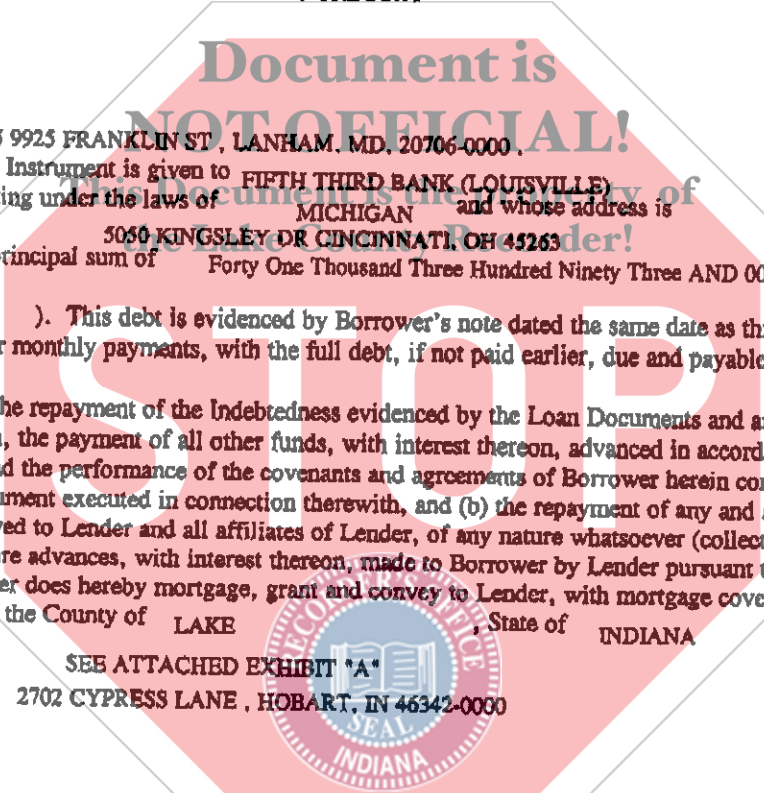 Document is
NOT OFFICIAL!
9925 FRANKLIN ST , LANHAM, MD, 20706-0000 ,
Instrument is given to FIFTH THIRD BANK (LOUISVILLE)
This Document is the property of
ing under the laws of MICHIGAN and whose address is
the Lake County Recorder!
5050 KINGSLEY DR CINCINNATI, OH 45263
rincipal sum of Forty One Thousand Three Hundred Ninety Three AND 00
). This debt is evidenced by Borrower's note dated the same date as th
r monthly payments, with the full debt, if not paid earlier, due and payable
he repayment of the Indebtedness evidenced by the Loan Documents and a
, the payment of all other funds, with interest thereon, advanced in accord
d the performance of the covenants and agreements of Borrower herein co
ument executed in connection therewith, and (b) the repayment of any and
ved to Lender and all affiliates of Lender, of any nature whatsoever (collect
re advances, with interest thereon, made to Borrower by Lender pursuant
er does hereby mortgage, grant and convey to Lender, with mortgage cove
the County of LAKE , State of INDIANA
STOP
SEE ATTACHED EXHIBIT "A"
2702 CYPRESS LANE , HOBART, IN 46342-0000
RECORDER'S OFFICE
SEAL
INDIANA